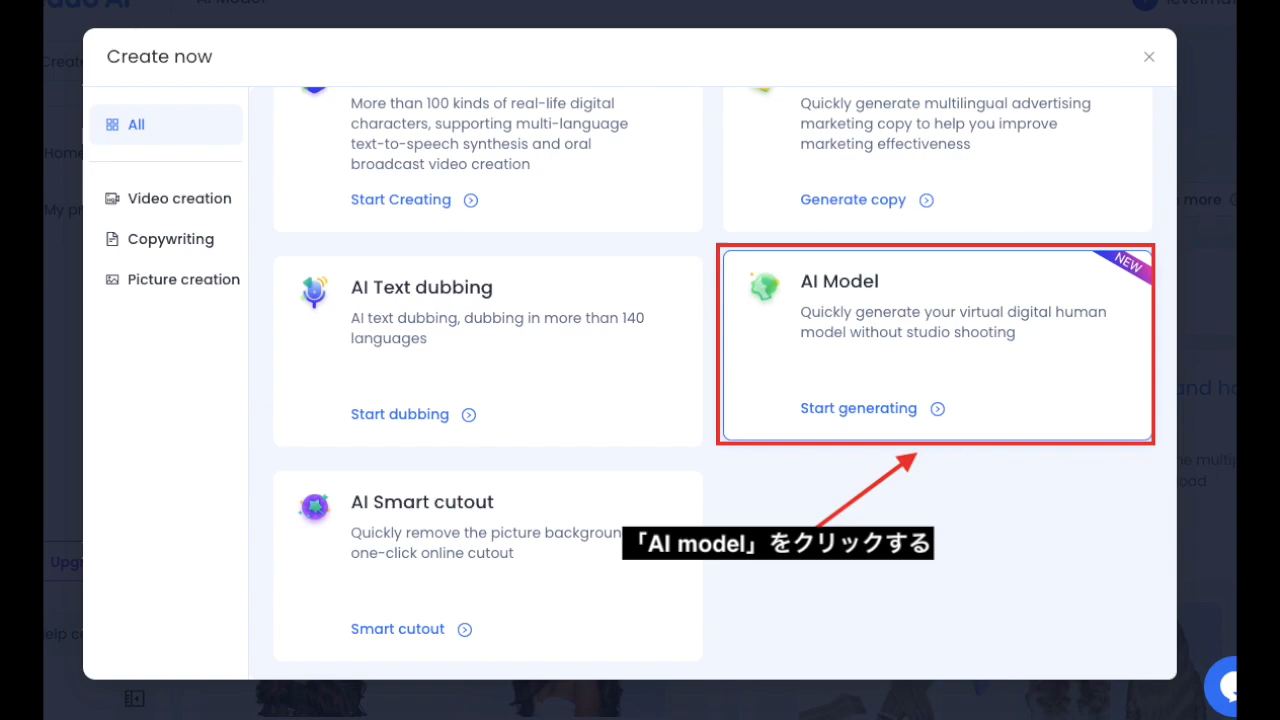 AI Model
Create now
All
Video creation
Copywriting
Picture creation
More than 100 kinds of real-life digital
characters, supporting multi-language
text-to-speech synthesis and oral
broadcast video creation
Start Creating
Quickly generate multilingual advertising
marketing copy to help you improve
marketing effectiveness
Generate copy
AI Text dubbing
AI text dubbing, dubbing in more than 140
languages
Start dubbing
NEW
AI Model
Quickly generate your virtual digital human
model without studio shooting
Start generating
AI Smart cutout
Quickly remove the picture background
one-click online cutout
Smart cutout
「AI model」をクリックする
Home
more